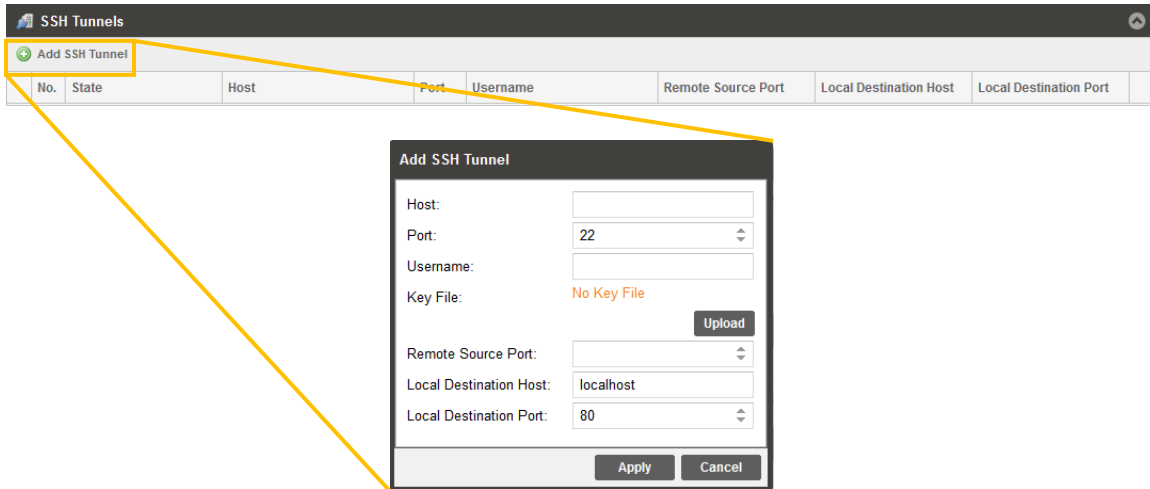 SSH Tunnels
Add SSH Tunnel
No. State Host Port Username Remote Source Port Local Destination Host Local Destination Port
Add SSH Tunnel
Host:
Port: 22
Username:
Key File: No Key File
Upload
Remote Source Port:
Local Destination Host: localhost
Local Destination Port: 80
Apply Cancel